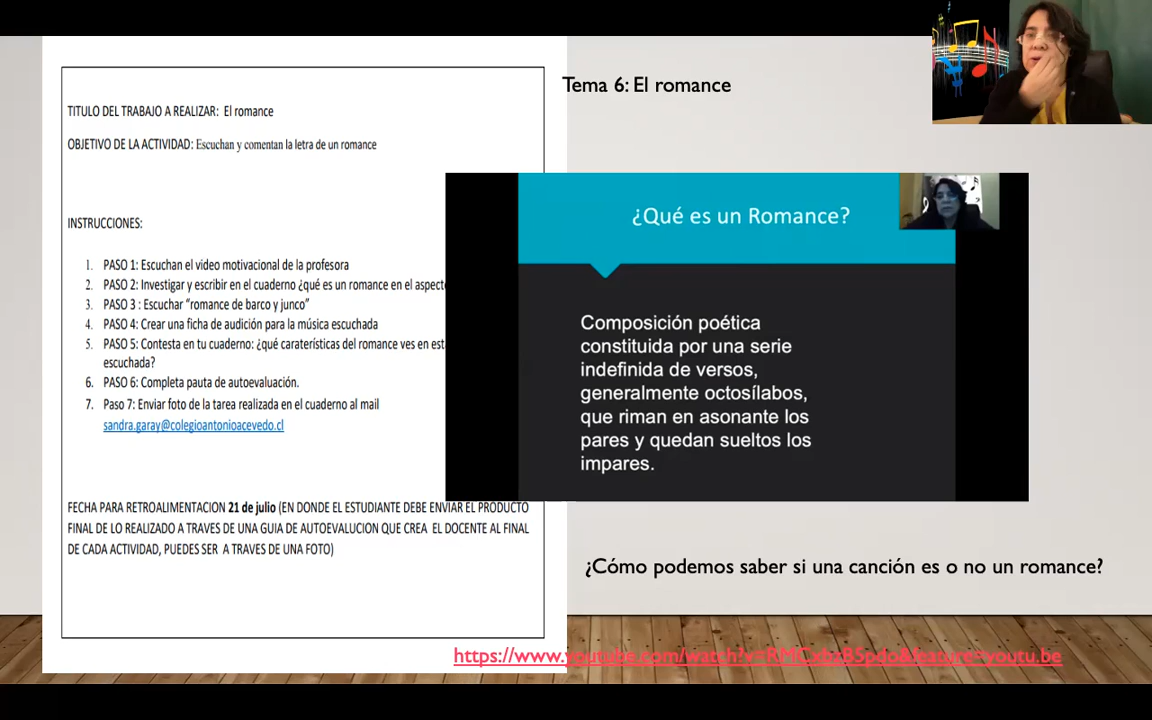 Tema 6: El romance
TITULO DEL TRABAJO A REALIZAR: El romance
OBJETIVO DE LA ACTIVIDAD: Escuchan y comentan la letra de un romance
INSTRUCCIONES:
1. PASO 1: Escuchan el video motivacional de la profesora
2. PASO 2: Investigar y escribir en el cuaderno ¿qué es un romance en el aspecto
3. PASO 3 : Escuchar “romance de barco y junco”
4. PASO 4: Crear una ficha de audición para la música escuchada
5. PASO 5: Contesta en tu cuaderno: ¿qué caraterísticas del romance ves en est
escuchada?
6. PASO 6: Completa pauta de autoevaluación.
7. Paso 7: Enviar foto de la tarea realizada en el cuaderno al mail
sandra.garay@colegioantonioacevedo.cl
FECHA PARA RETROALIMENTACION 21 de julio (EN DONDE EL ESTUDIANTE DEBE ENVIAR EL PRODUCTO
FINAL DE LO REALIZADO A TRAVES DE UNA GUIA DE AUTOEVALUCION QUE CREA EL DOCENTE AL FINAL
DE CADA ACTIVIDAD, PUEDES SER A TRAVES DE UNA FOTO)
¿Qué es un Romance?
Composición poética
constituida por una serie
indefinida de versos,
generalmente octosílabos,
que riman en asonante los
pares y quedan sueltos los
impares.
¿Cómo podemos saber si una canción es o no un romance?
https://www.youtube.com/watch?v=RMCxbzBSpdo&feature=youtu.be